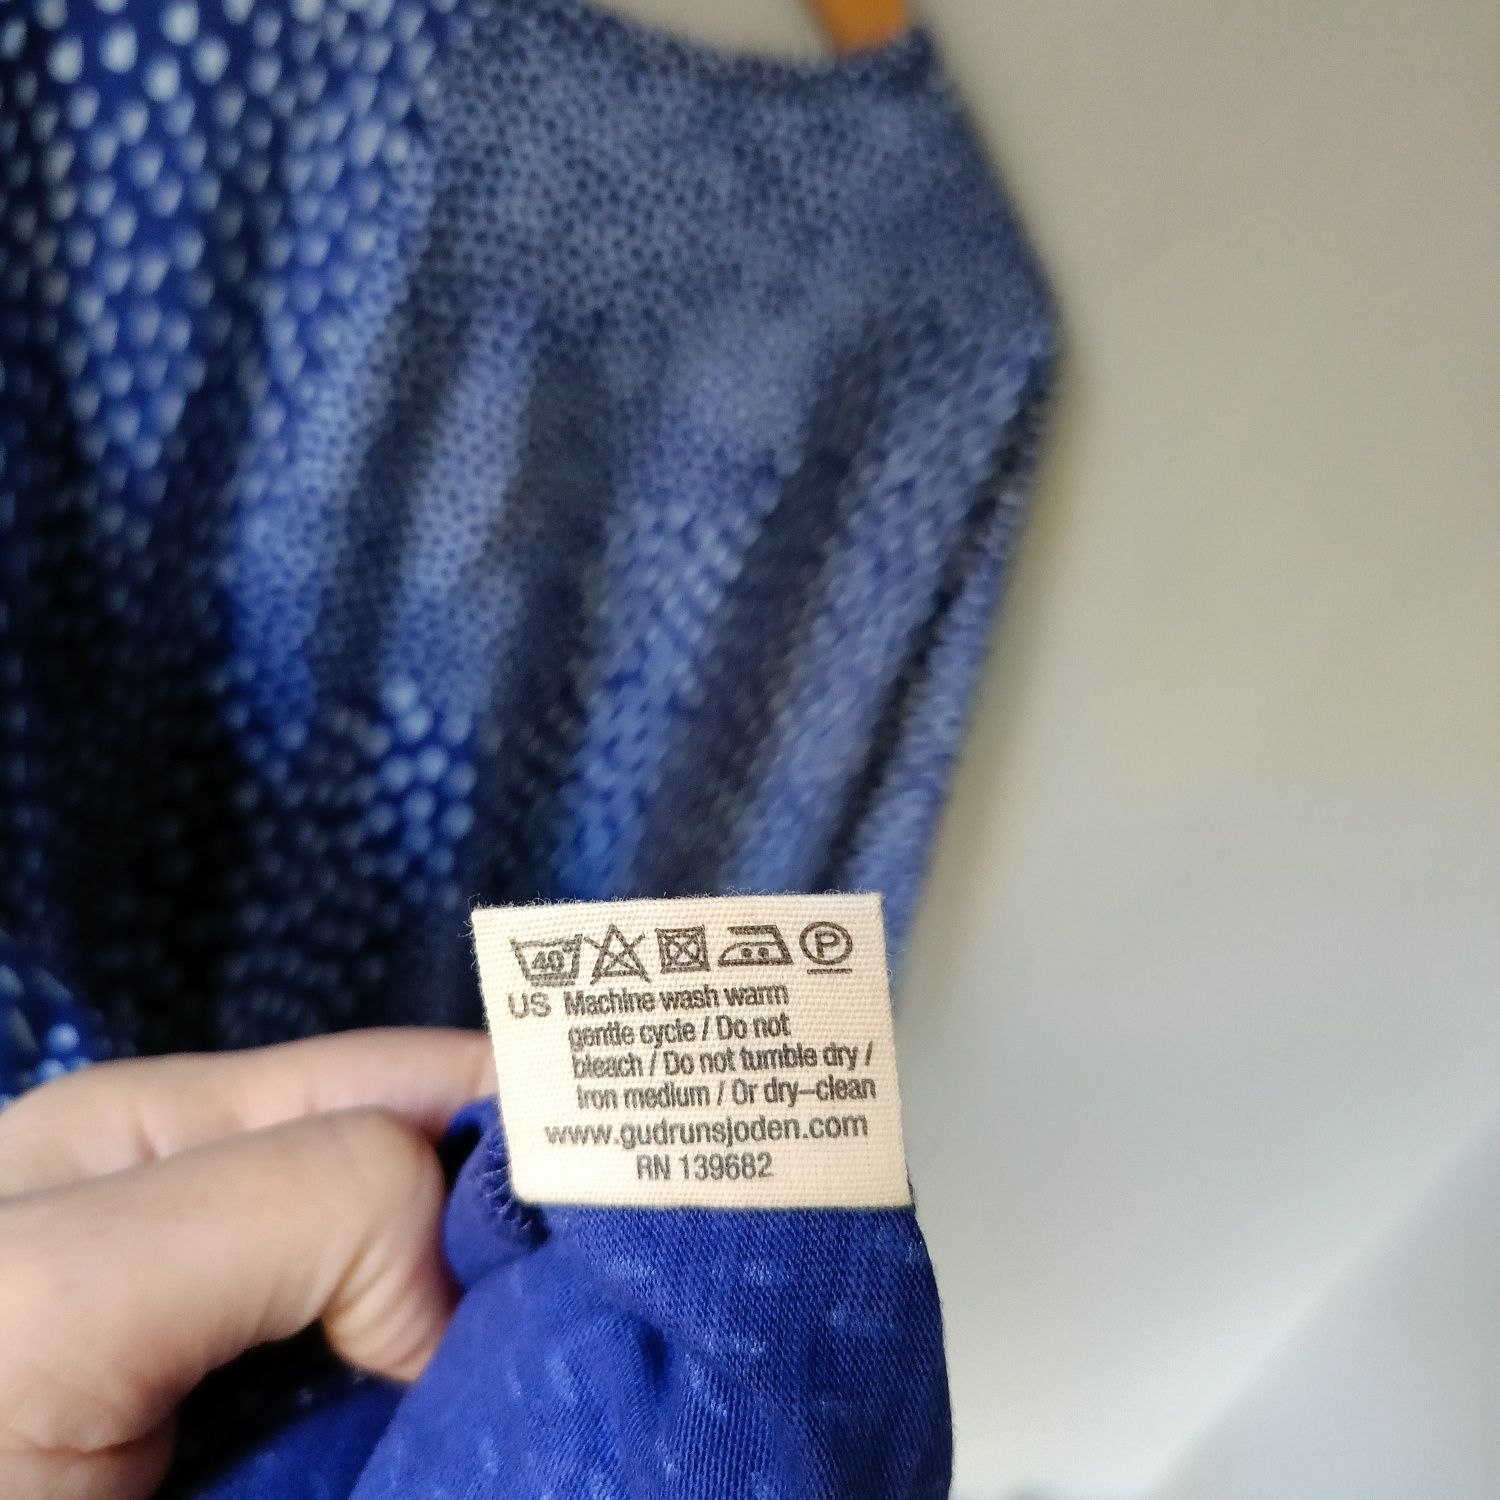 40° P
US Machine wash warm
gentle cycle / Do not
bleach / Do not tumble dry /
Iron medium / Or dry-clean
www.gudrunsjoden.com
RN 139682